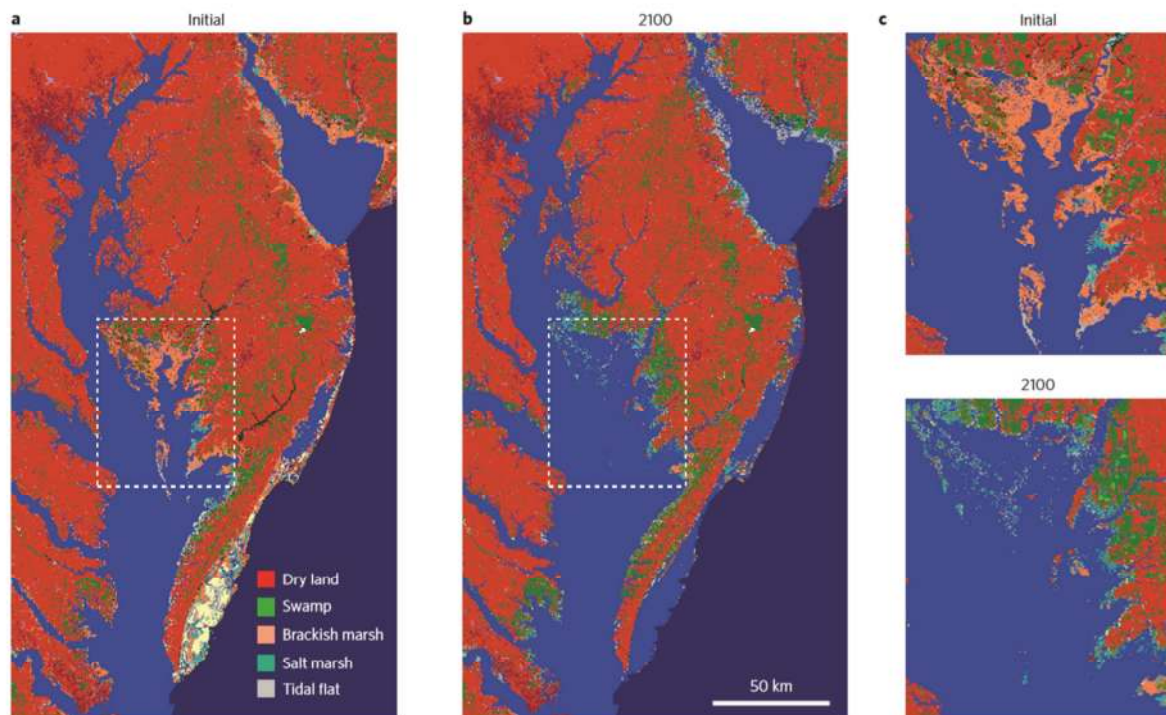 a Initial
b 2100
c Initial
2100
Dry land
Swamp
Brackish marsh
Salt marsh
Tidal flat
50 km